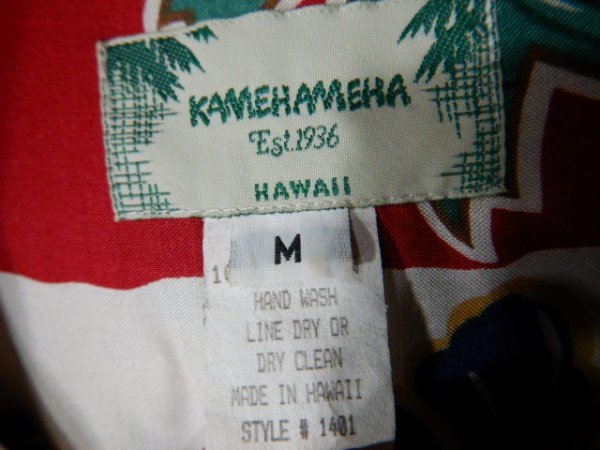 KAMEHAMEHA
Est.1936
HAWAII
M
HAND WASH
LINE DRY OR
DRY CLEAN
MADE IN HAWAII
STYLE # 1401